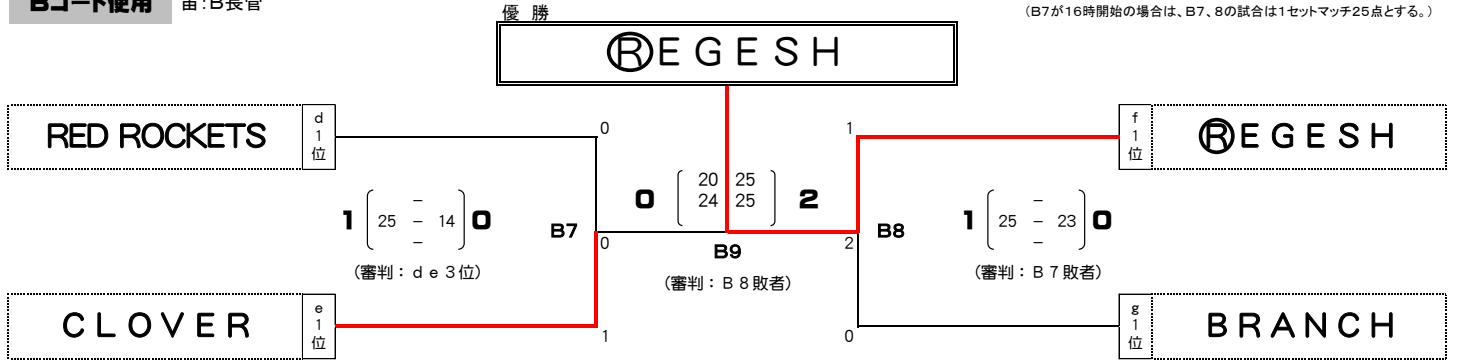 Bコート使用 笛:B長管
優 勝
(B7が16時開始の場合は、B7、8の試合は1セットマッチ25点とする。)
ⓇEGESH
RED ROCKETS
d1位
0
1
f1位
ⓇEGESH
0
20 25
24 25
2
1
-
25 - 14
-
0
B7
0
B9
2
B8
1
-
25 - 23
-
0
(審判:de3位)
(審判:B8敗者)
(審判:B7敗者)
CLOVER
e1位
1
0
g1位
BRANCH